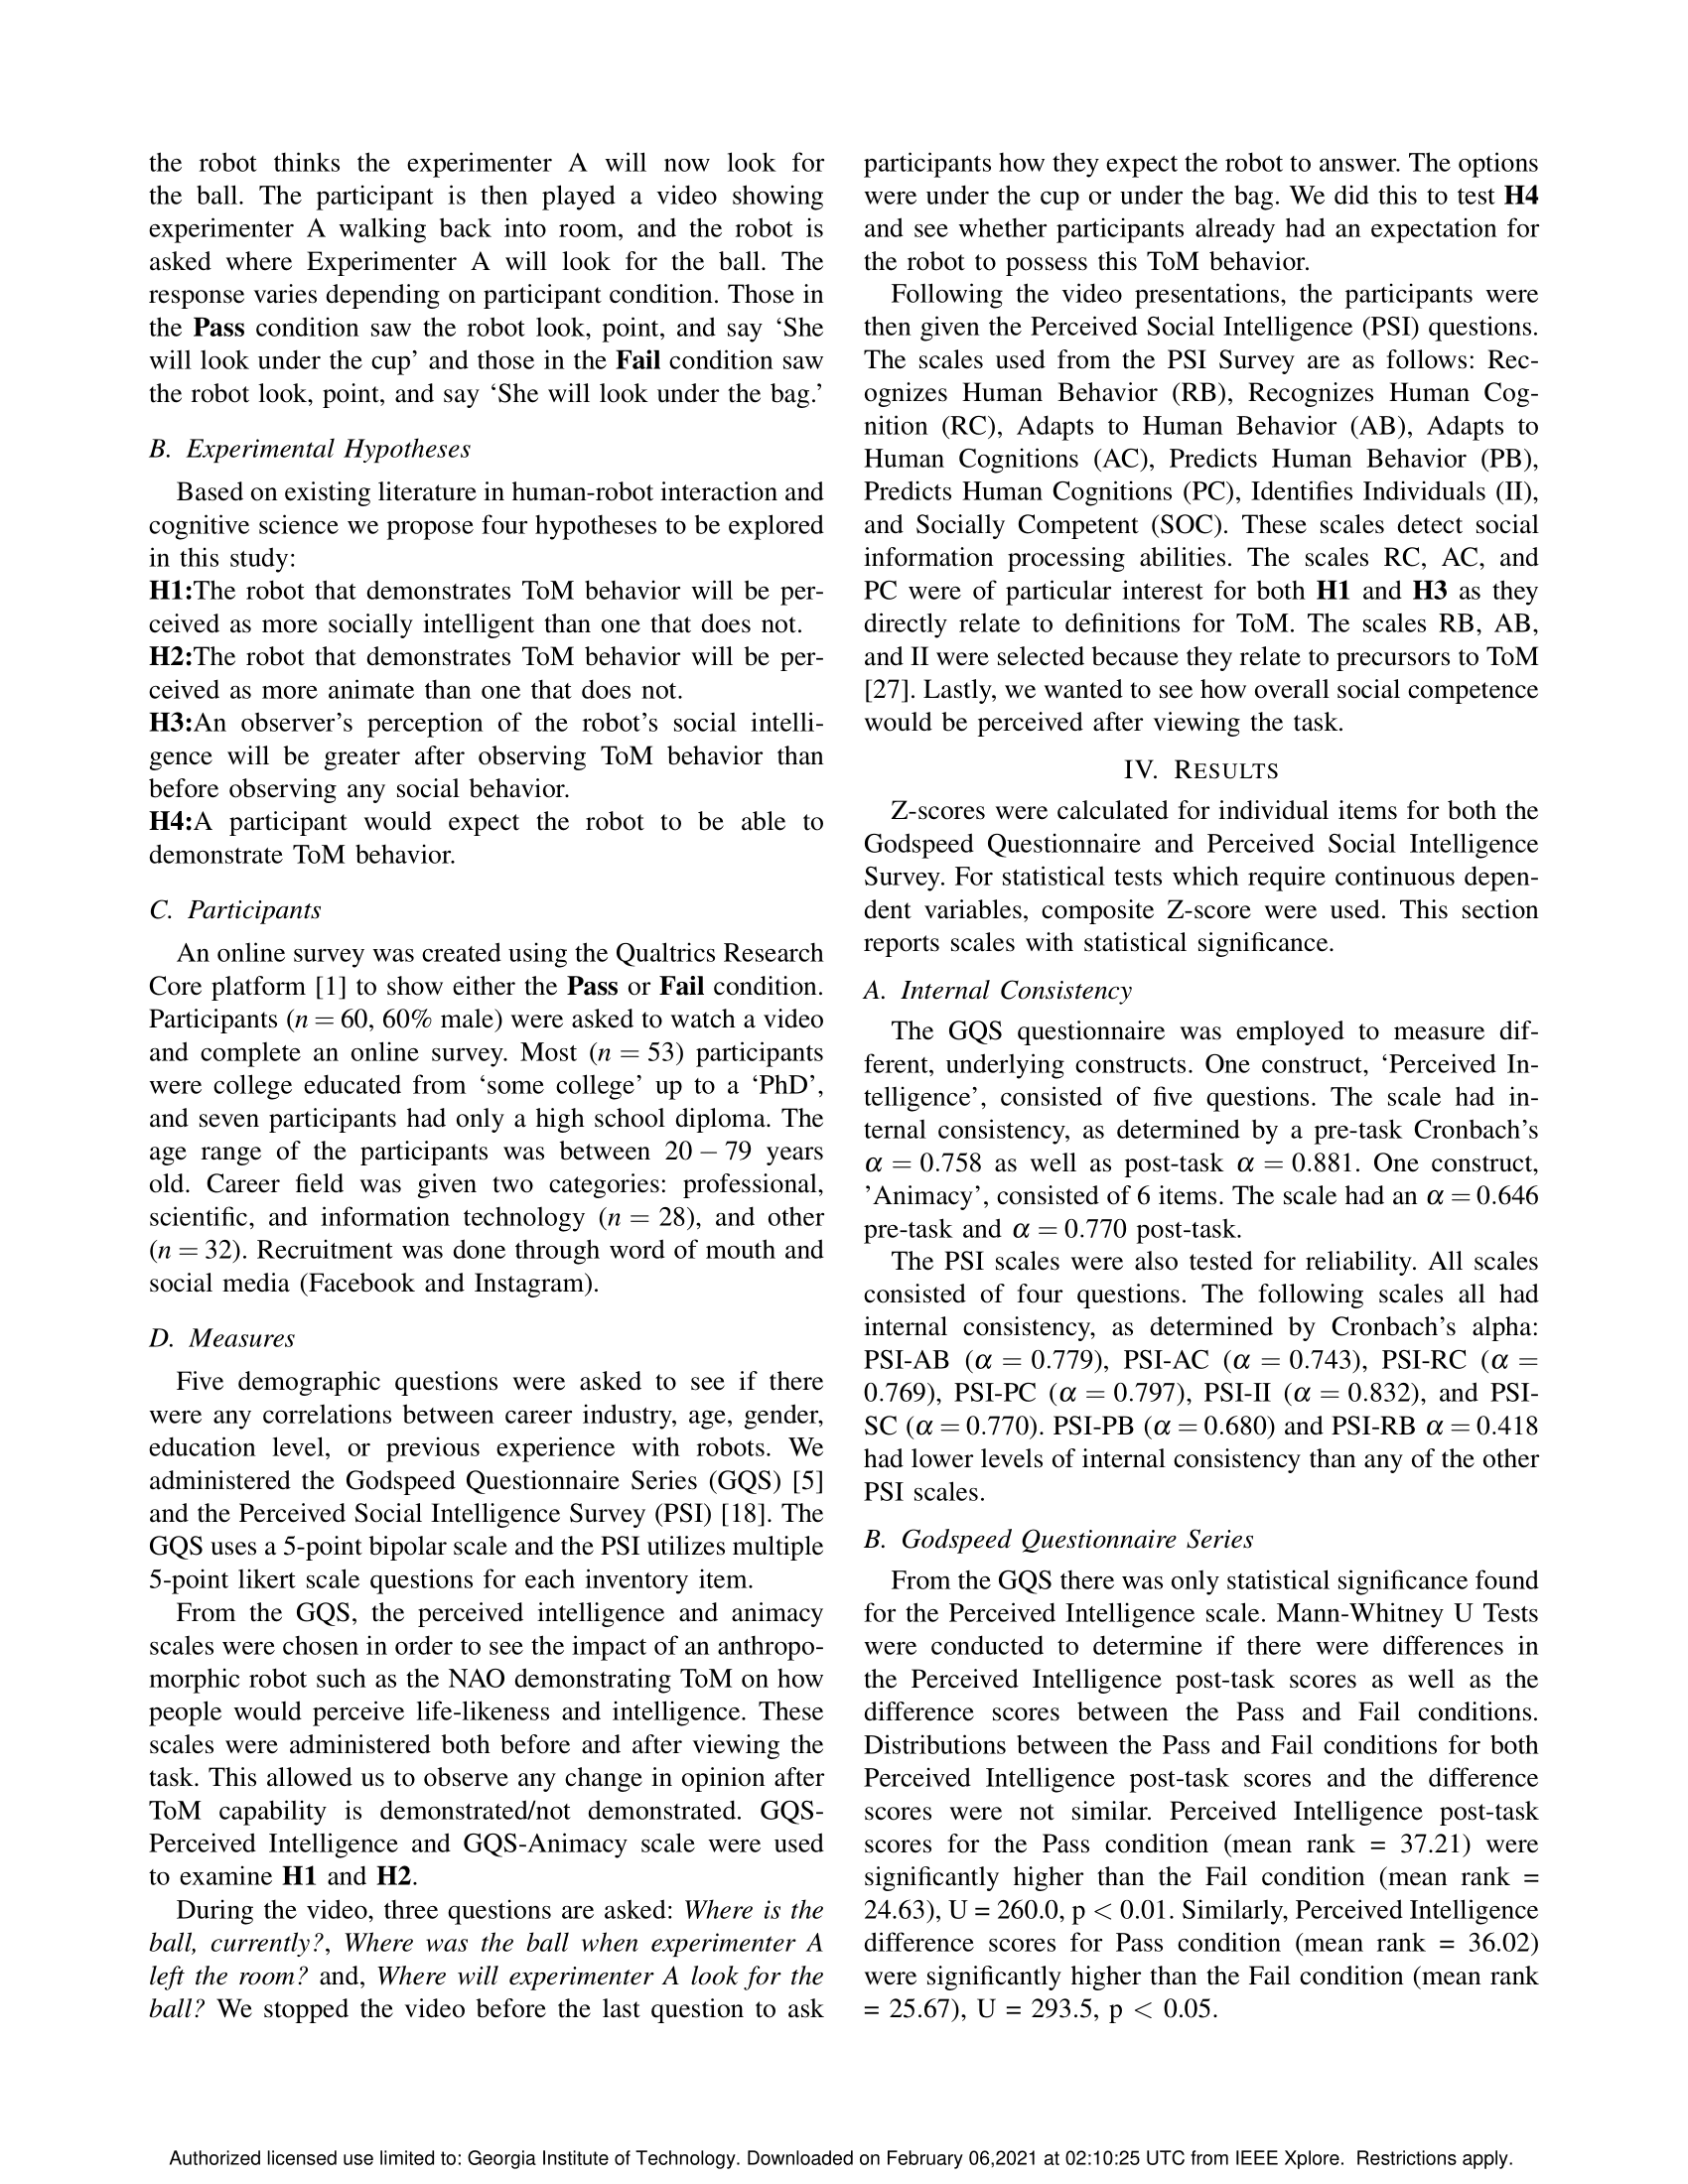 the robot thinks the experimenter A will now look for
the ball. The participant is then played a video showing
experimenter A walking back into room, and the robot is
asked where Experimenter A will look for the ball. The
response varies depending on participant condition. Those in
the Pass condition saw the robot look, point, and say ‘She
will look under the cup’ and those in the Fail condition saw
the robot look, point, and say ‘She will look under the bag.’
B. Experimental Hypotheses
Based on existing literature in human-robot interaction and
cognitive science we propose four hypotheses to be explored
in this study:
H1:The robot that demonstrates ToM behavior will be per-
ceived as more socially intelligent than one that does not.
H2:The robot that demonstrates ToM behavior will be per-
ceived as more animate than one that does not.
H3:An observer’s perception of the robot’s social intelli-
gence will be greater after observing ToM behavior than
before observing any social behavior.
H4:A participant would expect the robot to be able to
demonstrate ToM behavior.
C. Participants
An online survey was created using the Qualtrics Research
Core platform [1] to show either the Pass or Fail condition.
Participants (n = 60, 60% male) were asked to watch a video
and complete an online survey. Most (n = 53) participants
were college educated from ‘some college’ up to a ‘PhD’,
and seven participants had only a high school diploma. The
age range of the participants was between 20 – 79 years
old. Career field was given two categories: professional,
scientific, and information technology (n = 28), and other
(n = 32). Recruitment was done through word of mouth and
social media (Facebook and Instagram).
D. Measures
Five demographic questions were asked to see if there
were any correlations between career industry, age, gender,
education level, or previous experience with robots. We
administered the Godspeed Questionnaire Series (GQS) [5]
and the Perceived Social Intelligence Survey (PSI) [18]. The
GQS uses a 5-point bipolar scale and the PSI utilizes multiple
5-point likert scale questions for each inventory item.
From the GQS, the perceived intelligence and animacy
scales were chosen in order to see the impact of an anthropo-
morphic robot such as the NAO demonstrating ToM on how
people would perceive life-likeness and intelligence. These
scales were administered both before and after viewing the
task. This allowed us to observe any change in opinion after
ToM capability is demonstrated/not demonstrated. GQS-
Perceived Intelligence and GQS-Animacy scale were used
to examine H1 and H2.
During the video, three questions are asked: Where is the
ball, currently?, Where was the ball when experimenter A
left the room? and, Where will experimenter A look for the
ball? We stopped the video before the last question to ask
participants how they expect the robot to answer. The options
were under the cup or under the bag. We did this to test H4
and see whether participants already had an expectation for
the robot to possess this ToM behavior.
Following the video presentations, the participants were
then given the Perceived Social Intelligence (PSI) questions.
The scales used from the PSI Survey are as follows: Rec-
ognizes Human Behavior (RB), Recognizes Human Cog-
nition (RC), Adapts to Human Behavior (AB), Adapts to
Human Cognitions (AC), Predicts Human Behavior (PB),
Predicts Human Cognitions (PC), Identifies Individuals (II),
and Socially Competent (SOC). These scales detect social
information processing abilities. The scales RC, AC, and
PC were of particular interest for both H1 and H3 as they
directly relate to definitions for ToM. The scales RB, AB,
and II were selected because they relate to precursors to ToM
[27]. Lastly, we wanted to see how overall social competence
would be perceived after viewing the task.
IV. RESULTS
Z-scores were calculated for individual items for both the
Godspeed Questionnaire and Perceived Social Intelligence
Survey. For statistical tests which require continuous depen-
dent variables, composite Z-score were used. This section
reports scales with statistical significance.
A. Internal Consistency
The GQS questionnaire was employed to measure dif-
ferent, underlying constructs. One construct, ‘Perceived In-
telligence’, consisted of five questions. The scale had in-
ternal consistency, as determined by a pre-task Cronbach’s
α = 0.758 as well as post-task α = 0.881. One construct,
’Animacy’, consisted of 6 items. The scale had an α = 0.646
pre-task and α = 0.770 post-task.
The PSI scales were also tested for reliability. All scales
consisted of four questions. The following scales all had
internal consistency, as determined by Cronbach’s alpha:
PSI-AB (α = 0.779), PSI-AC (α = 0.743), PSI-RC (α =
0.769), PSI-PC (α = 0.797), PSI-II (α = 0.832), and PSI-
SC (α = 0.770). PSI-PB (α = 0.680) and PSI-RB α = 0.418
had lower levels of internal consistency than any of the other
PSI scales.
B. Godspeed Questionnaire Series
From the GQS there was only statistical significance found
for the Perceived Intelligence scale. Mann-Whitney U Tests
were conducted to determine if there were differences in
the Perceived Intelligence post-task scores as well as the
difference scores between the Pass and Fail conditions.
Distributions between the Pass and Fail conditions for both
Perceived Intelligence post-task scores and the difference
scores were not similar. Perceived Intelligence post-task
scores for the Pass condition (mean rank = 37.21) were
significantly higher than the Fail condition (mean rank =
24.63), U = 260.0, p < 0.01. Similarly, Perceived Intelligence
difference scores for Pass condition (mean rank = 36.02)
were significantly higher than the Fail condition (mean rank
= 25.67), U = 293.5, p < 0.05.
Authorized licensed use limited to: Georgia Institute of Technology. Downloaded on February 06,2021 at 02:10:25 UTC from IEEE Xplore. Restrictions apply.